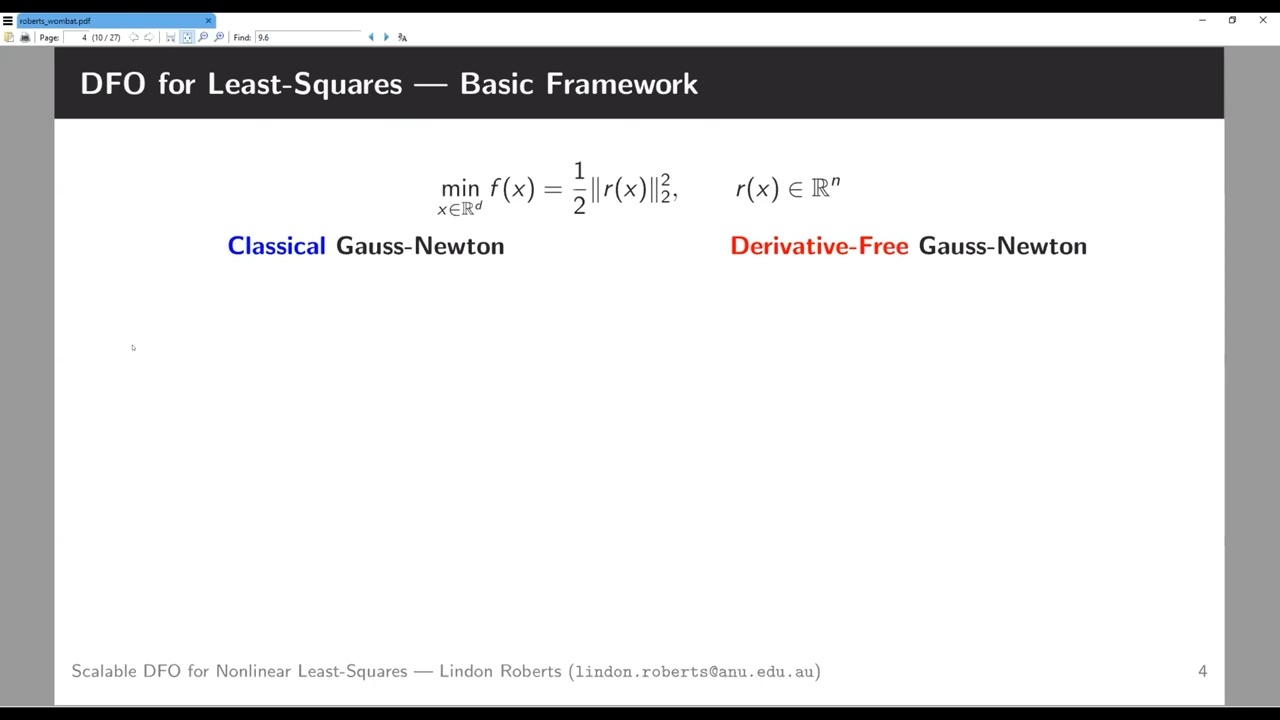 roberts_wombat.pdf
Page: 4 (10 / 27) Find: 9.6
DFO for Least-Squares — Basic Framework
min_{x∈ℝ^d} f(x) = 1/2 ‖r(x)‖₂², r(x) ∈ ℝⁿ
Classical Gauss-Newton
Derivative-Free Gauss-Newton
Scalable DFO for Nonlinear Least-Squares — Lindon Roberts (lindon.roberts@anu.edu.au)
4